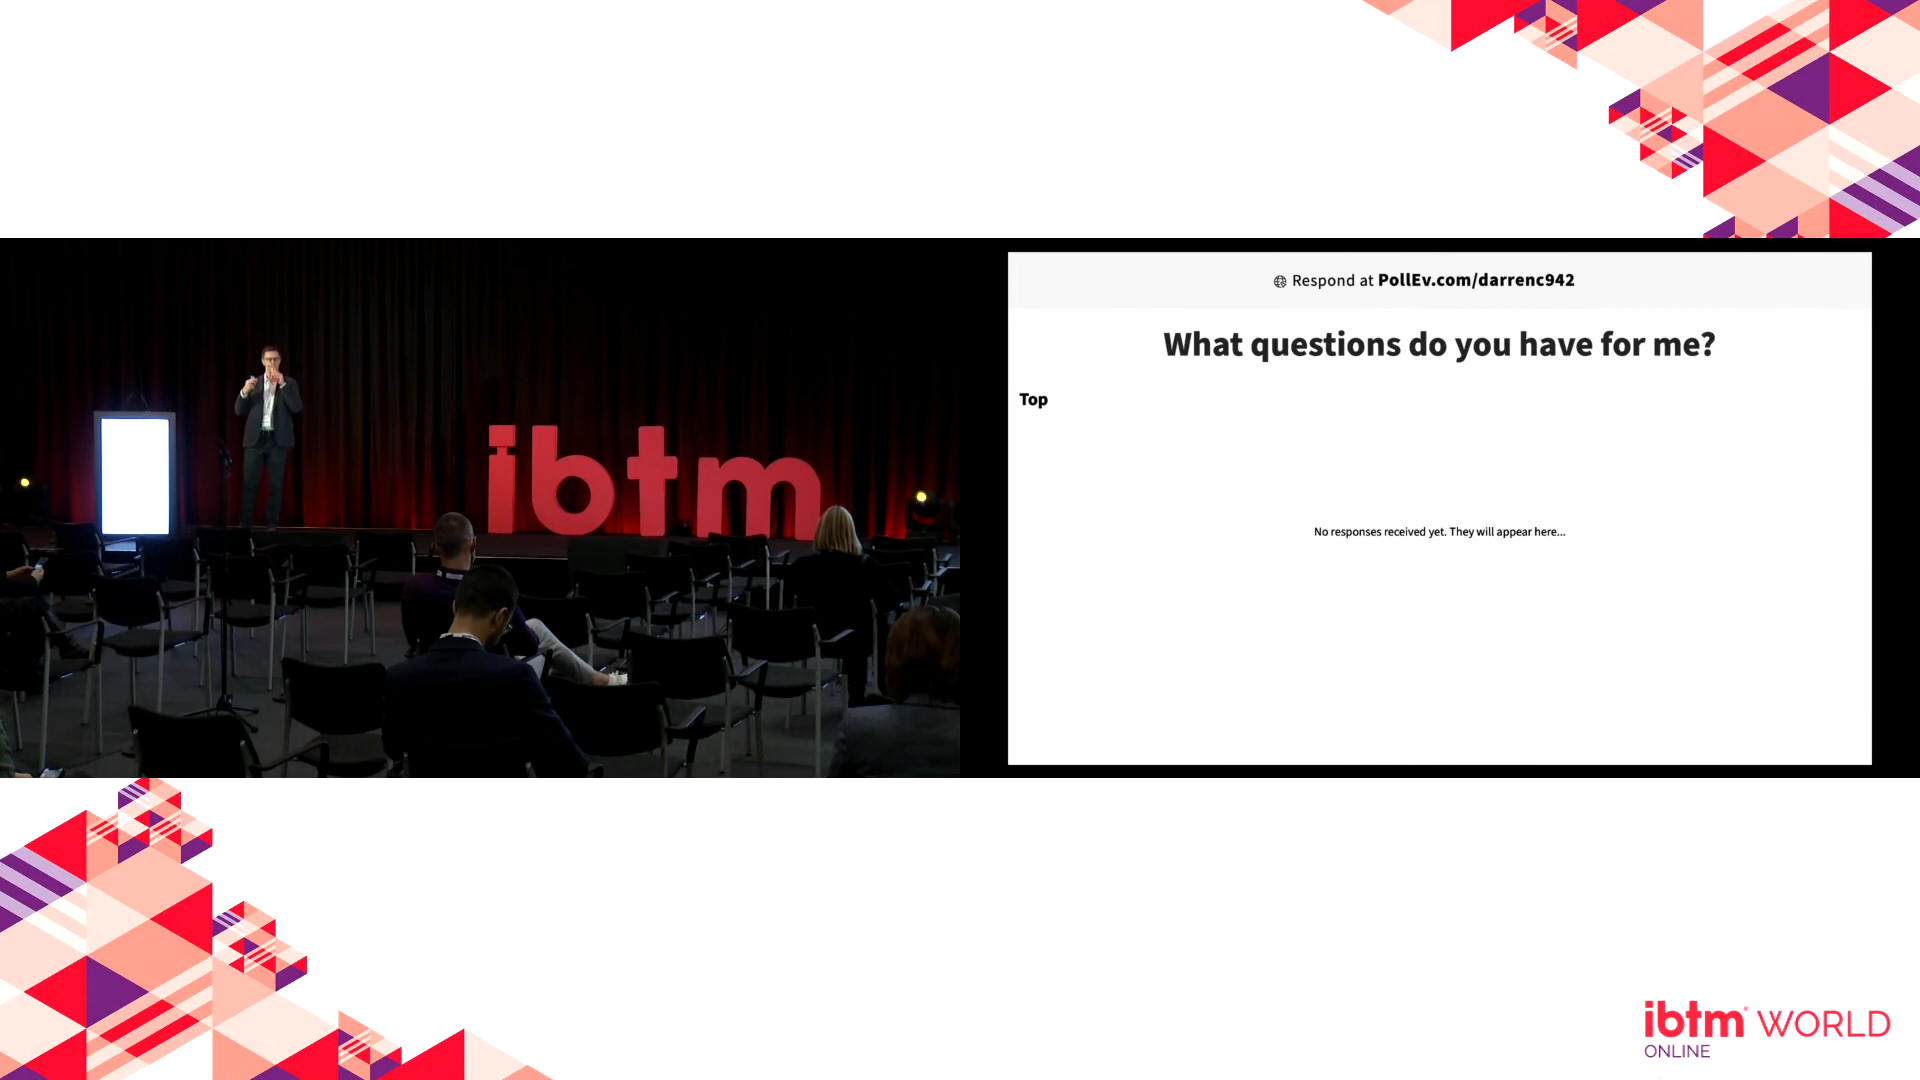 ibtm
Respond at PollEv.com/darrenc942
What questions do you have for me?
Top
No responses received yet. They will appear here...
ibtm WORLD
ONLINE